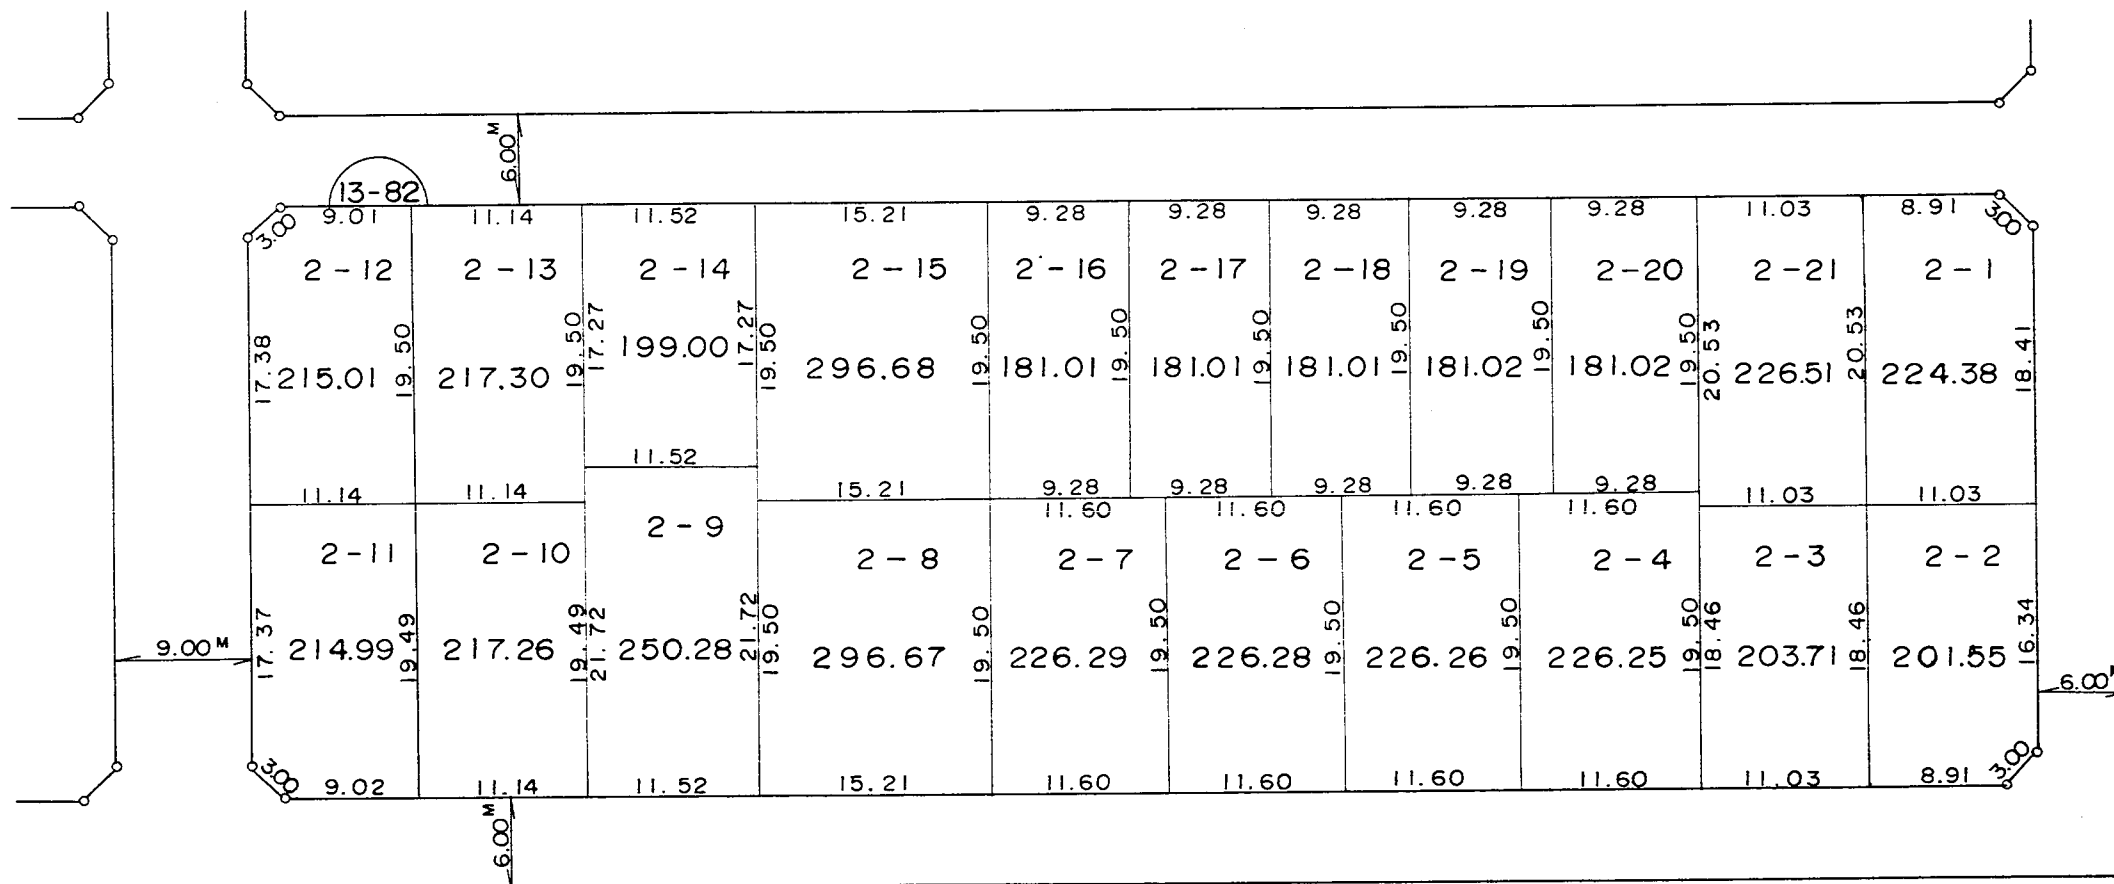 6.00M
13-82
3.00 9.01 11.14 11.52 15.21 9.28 9.28 9.28 9.28 9.28 11.03 8.91 3.00
2-12 2-13 2-14 2-15 2-16 2-17 2-18 2-19 2-20 2-21 2-1
17.38 19.50 19.50 17.27 17.27 19.50 19.50 19.50 19.50 19.50 19.50 19.50 20.53 20.53 18.41
215.01 217.30 199.00 296.68 181.01 181.01 181.01 181.02 181.02 226.51 224.38
11.14 11.14 11.52 15.21 9.28 9.28 9.28 9.28 9.28 11.03 11.03
11.60 11.60 11.60 11.60
2-11 2-10 2-9 2-8 2-7 2-6 2-5 2-4 2-3 2-2
17.37 19.49 19.49 21.72 21.72 19.50 19.50 19.50 19.50 19.50 19.50 18.46 18.46 16.34
9.00M 214.99 217.26 250.28 296.67 226.29 226.28 226.26 226.25 203.71 201.55
6.00
3.00 9.02 11.14 11.52 15.21 11.60 11.60 11.60 11.60 11.03 8.91 3.00
6.00M